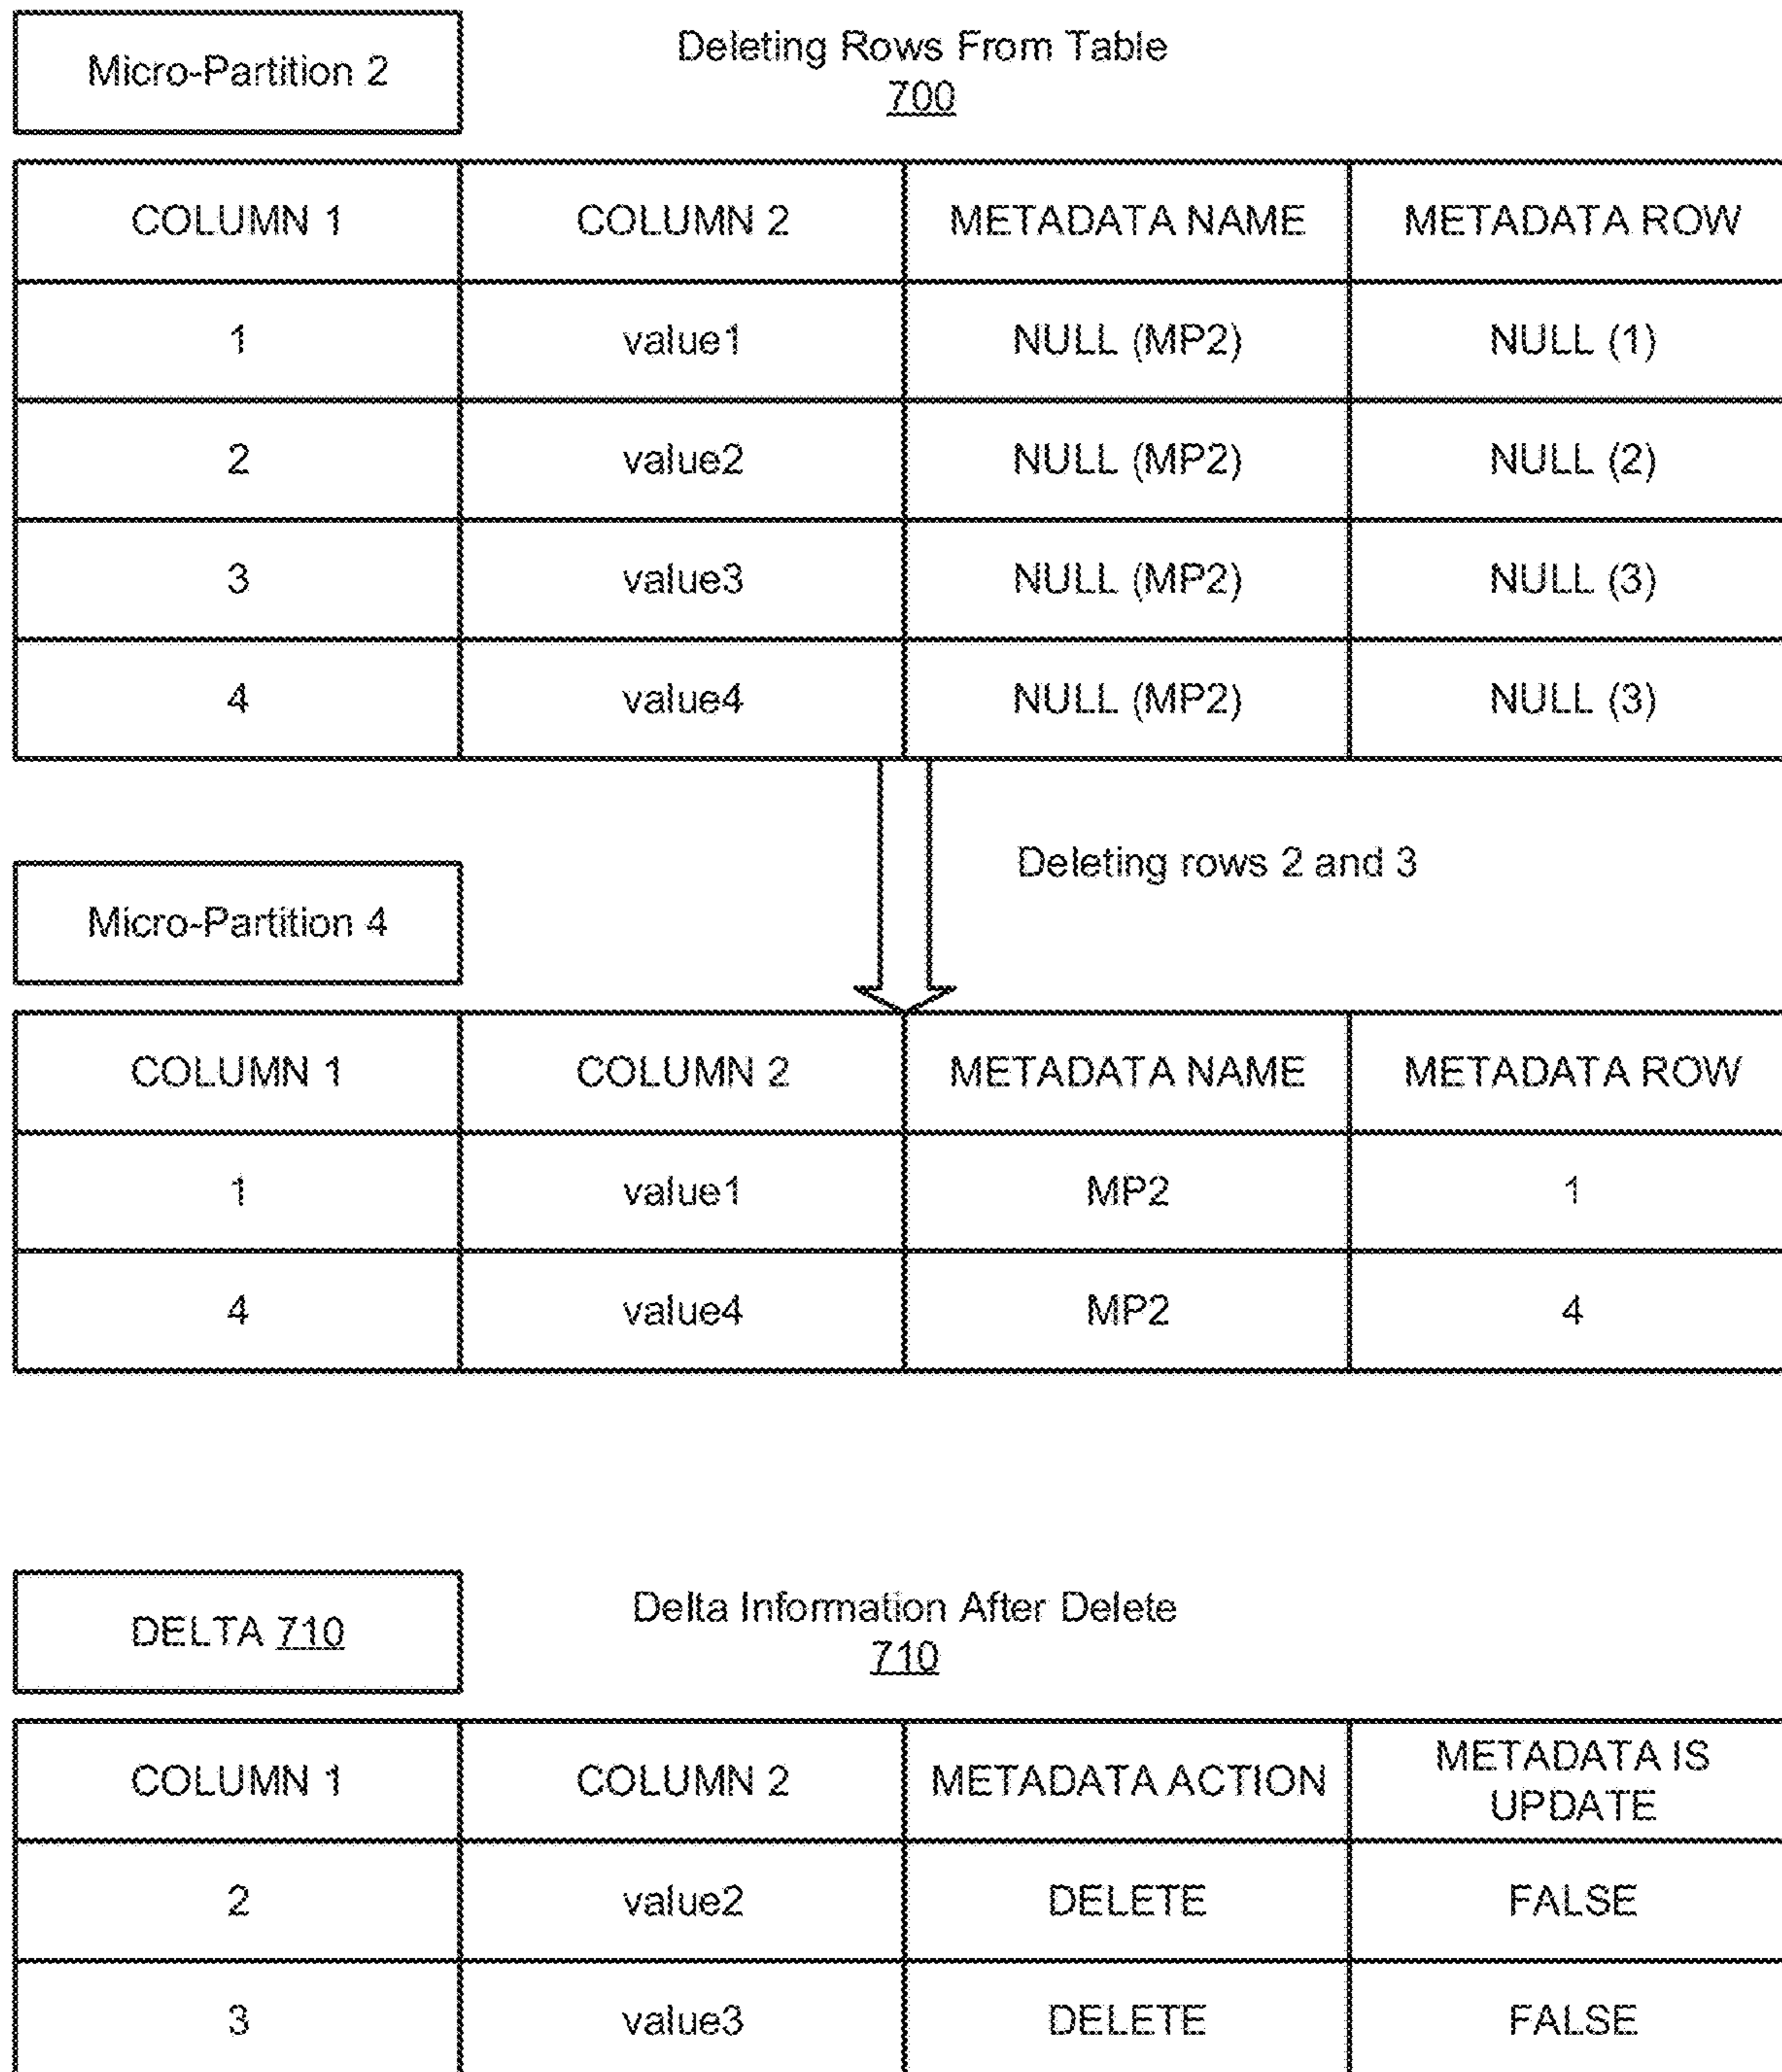 Micro-Partition 2
Deleting Rows From Table
700
COLUMN 1 COLUMN 2 METADATA NAME METADATA ROW
1 value1 NULL (MP2) NULL (1)
2 value2 NULL (MP2) NULL (2)
3 value3 NULL (MP2) NULL (3)
4 value4 NULL (MP2) NULL (3)
Deleting rows 2 and 3
Micro-Partition 4
COLUMN 1 COLUMN 2 METADATA NAME METADATA ROW
1 value1 MP2 1
4 value4 MP2 4
DELTA 710
Delta Information After Delete
710
COLUMN 1 COLUMN 2 METADATA ACTION METADATA IS
UPDATE
2 value2 DELETE FALSE
3 value3 DELETE FALSE